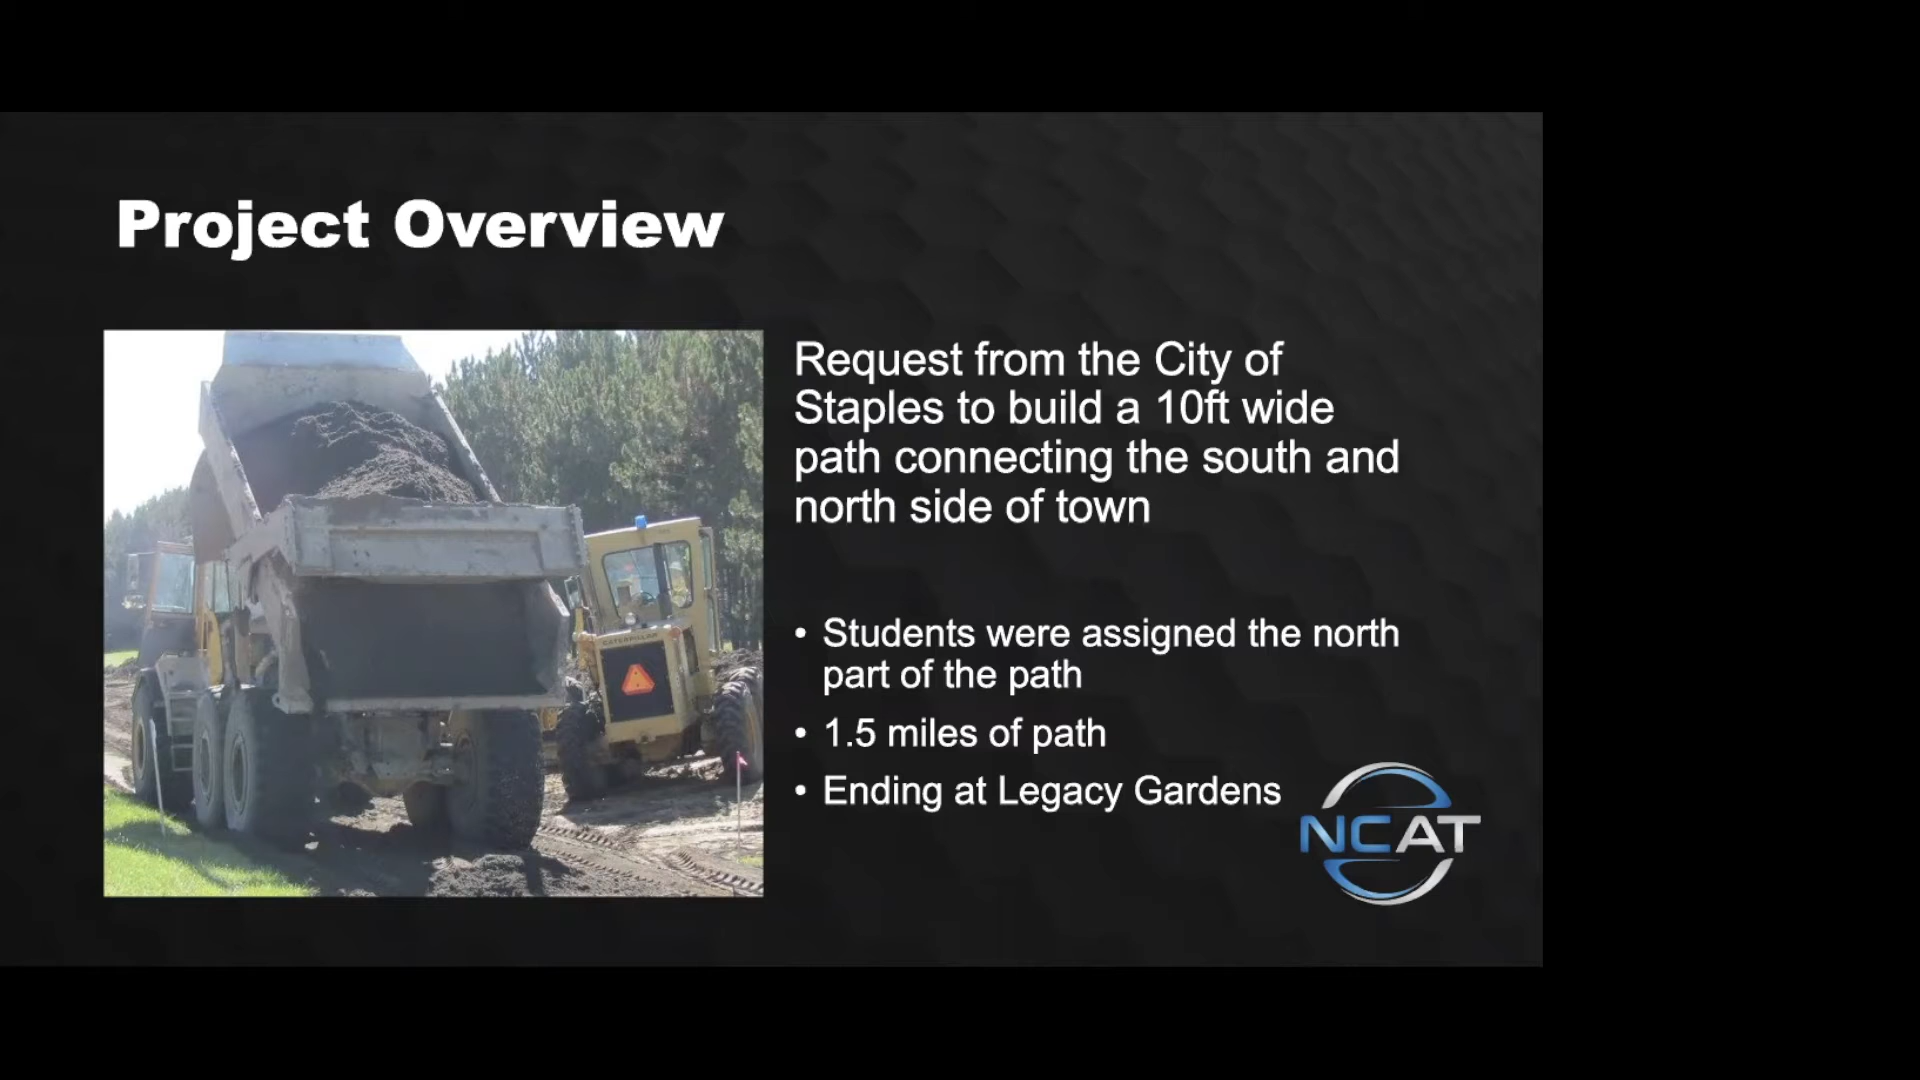 Project Overview
Request from the City of
Staples to build a 10ft wide
path connecting the south and
north side of town
• Students were assigned the north
part of the path
• 1.5 miles of path
• Ending at Legacy Gardens
NCAT
CATERPILLAR